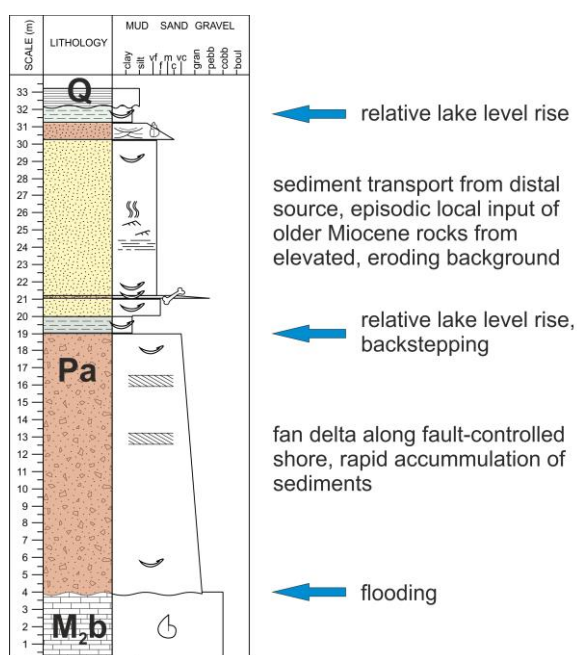 SCALE (m)
LITHOLOGY
MUD SAND GRAVEL
clay silt vf f m c vc gran pebb cobb boul
33
Q
32
relative lake level rise
31
30
29
28
sediment transport from distal
27
source, episodic local input of
26
older Miocene rocks from
25
elevated, eroding background
24
23
22
21
20
relative lake level rise,
backstepping
19
18
17
Pa
16
15
14
13
fan delta along fault-controlled
12
shore, rapid accummulation of
11
sediments
10
9
8
7
6
5
4
flooding
3
2
M2b
1